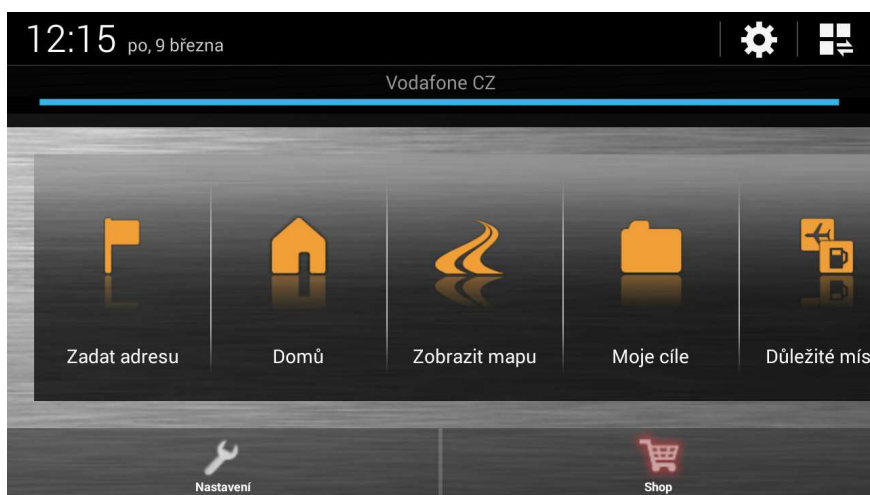 12:15 po, 9 března
Vodafone CZ
Zadat adresu
Domů
Zobrazit mapu
Moje cíle
Důležité mís
Nastavení
Shop